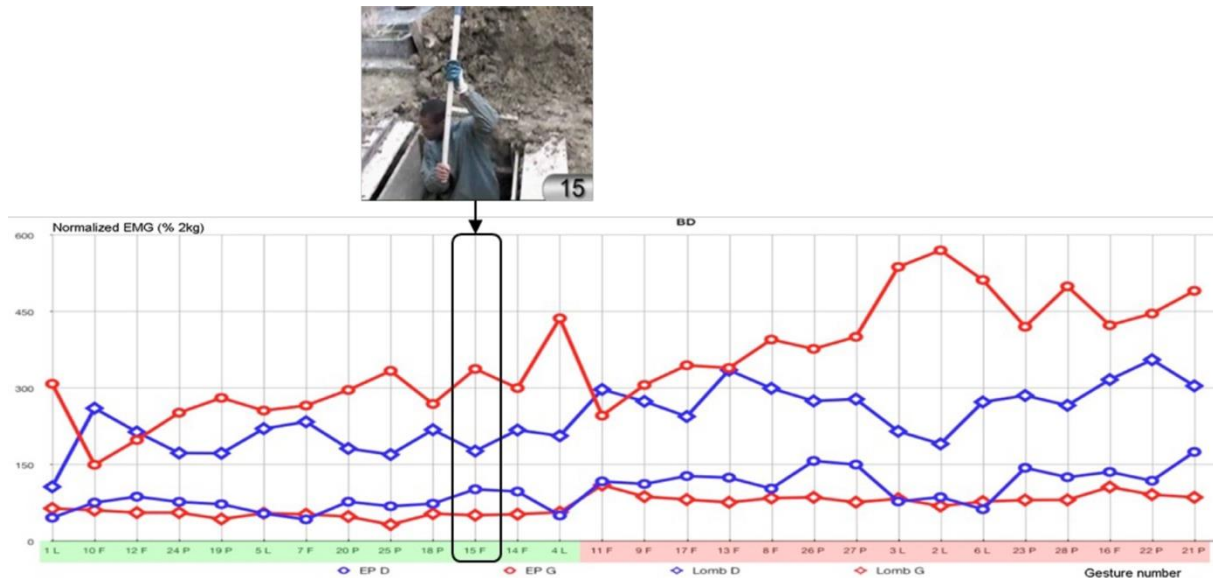 15
BD
Normalized EMG (% 2kg)
600
450
300
150
0
1 L 10 F 12 F 24 P 19 P 5 L 7 F 20 P 25 P 18 P 15 F 14 F 4 L 11 F 9 F 17 F 13 F 8 F 26 P 27 P 3 L 2 L 6 L 23 P 28 P 16 F 22 P 21 P
EP D EP G Lomb D Lomb G Gesture number